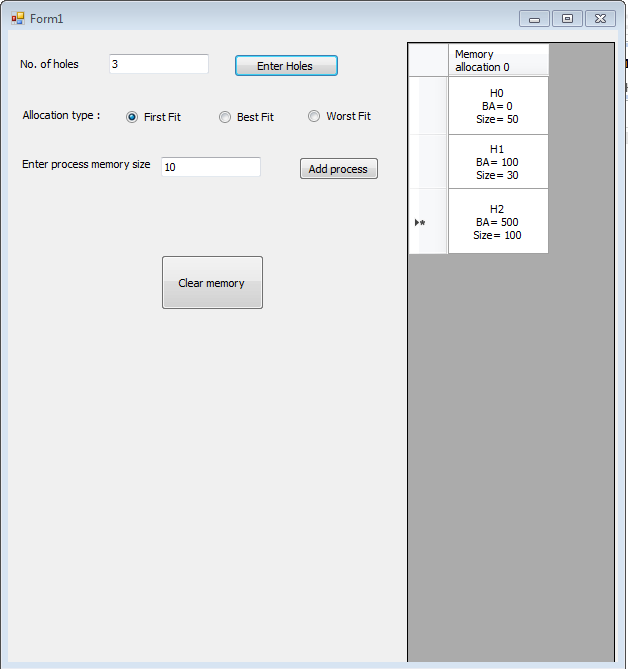 Form1
No. of holes 3 Enter Holes
Allocation type : First Fit Best Fit Worst Fit
Enter process memory size 10 Add process
Clear memory
Memory
allocation 0
H0
BA= 0
Size= 50
H1
BA= 100
Size= 30
H2
BA= 500
Size= 100